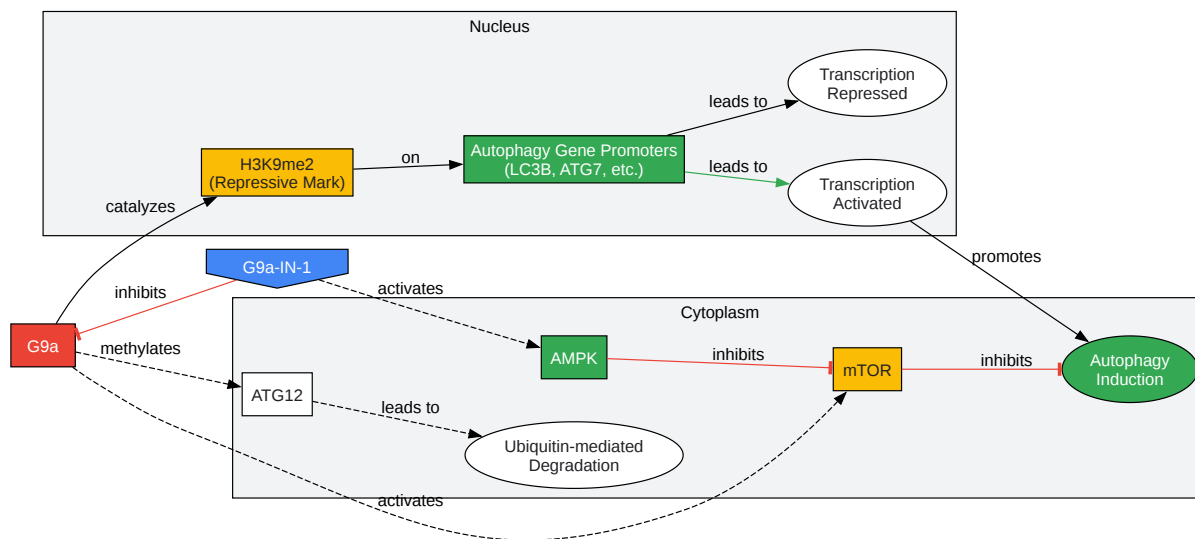 Nucleus
Transcription
Repressed
leads to
Autophagy Gene Promoters
(LC3B, ATG7, etc.)
on
H3K9me2
(Repressive Mark)
leads to
Transcription
Activated
catalyzes
promotes
G9a-IN-1
inhibits
activates
Cytoplasm
G9a
methylates
AMPK
inhibits
mTOR
inhibits
Autophagy
Induction
ATG12
leads to
Ubiquitin-mediated
Degradation
activates